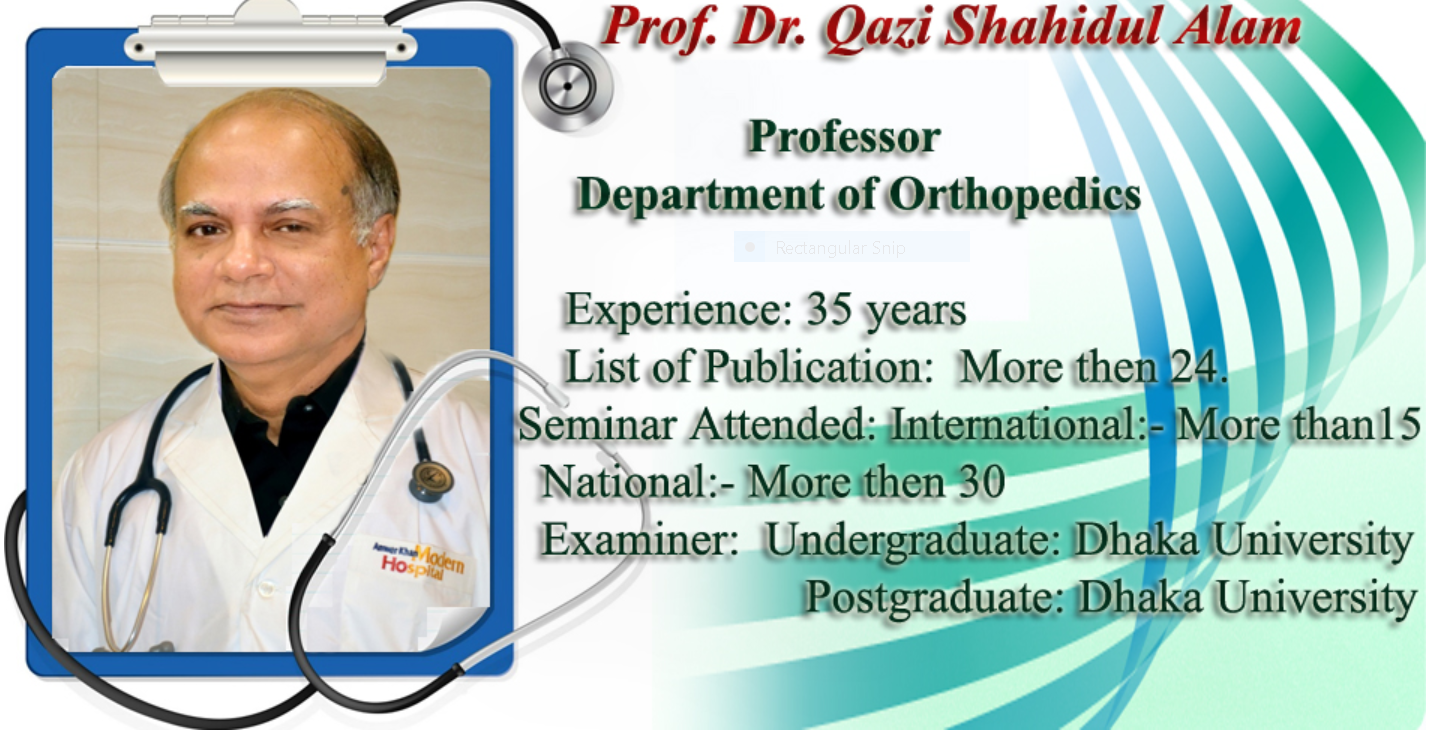 Prof. Dr. Qazi Shahidul Alam
Professor
Department of Orthopedics
Rectangular Snip
Experience: 35 years
List of Publication: More then 24.
Seminar Attended: International:- More than15
National:- More then 30
Examiner: Undergraduate: Dhaka University
Postgraduate: Dhaka University
Anwer Khan Modern
Hospital